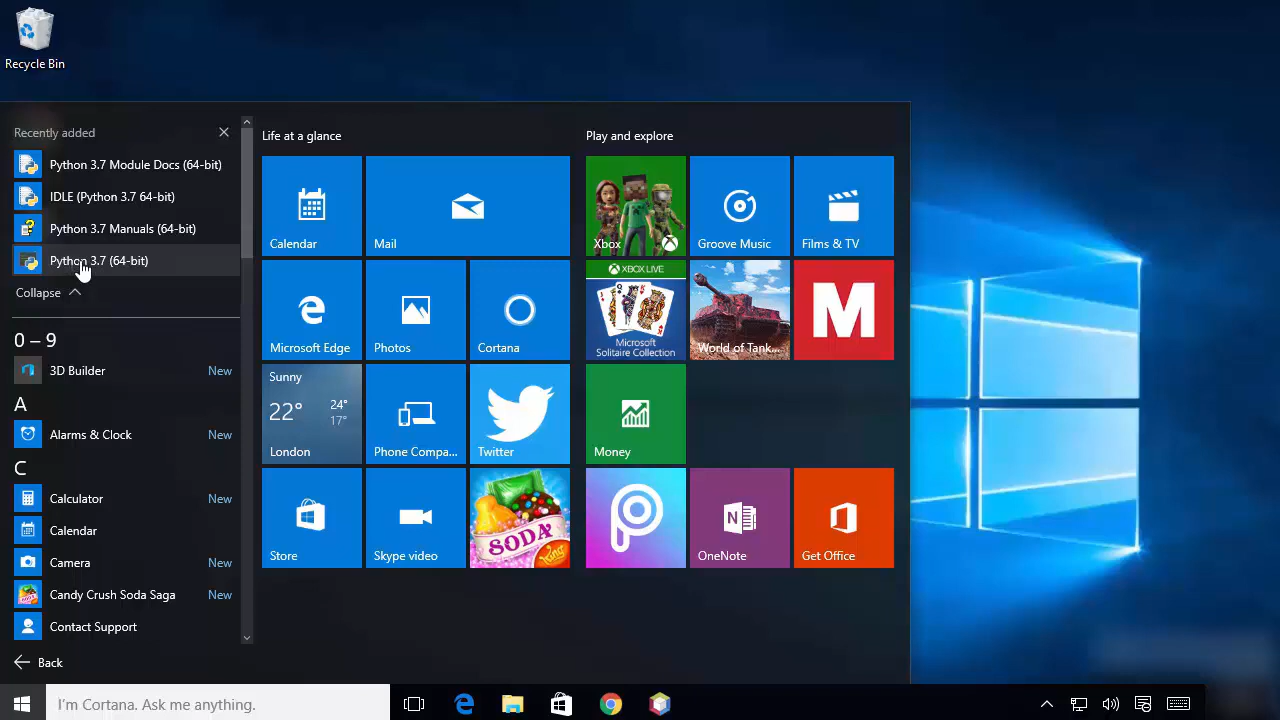 Recycle Bin
Recently added
Python 3.7 Module Docs (64-bit)
IDLE (Python 3.7 64-bit)
Python 3.7 Manuals (64-bit)
Python 3.7 (64-bit)
Collapse
0 – 9
3D Builder New
A
Alarms & Clock New
C
Calculator New
Calendar
Camera New
Candy Crush Soda Saga New
Contact Support
Back
Life at a glance
Calendar
Mail
Microsoft Edge
Photos
Cortana
Sunny
22° 24°
17°
London
Phone Compa...
Twitter
Store
Skype video
SODA
Play and explore
Xbox
Groove Music
Films & TV
XBOX LIVE
Microsoft
Solitaire Collection
World of Tank...
M
Money
P
OneNote
Get Office
I'm Cortana. Ask me anything.